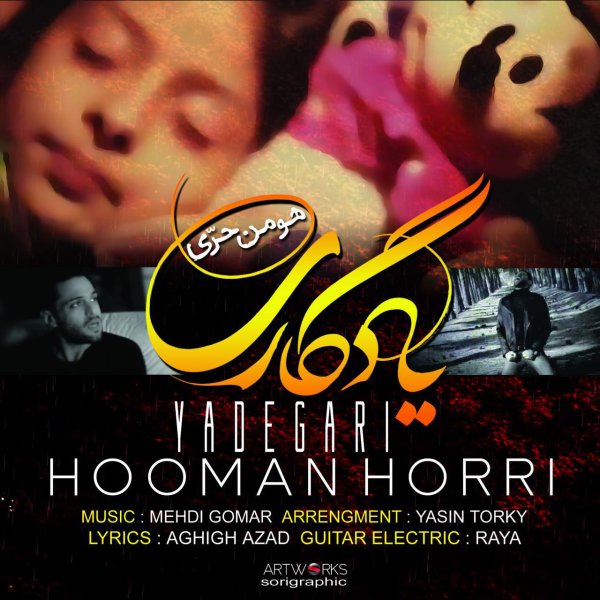 هومن حرّی
یادگاری
YADEGARI
HOOMAN HORRI
MUSIC : MEHDI GOMAR ARRENGMENT : YASIN TORKY
LYRICS : AGHIGH AZAD GUITAR ELECTRIC : RAYA
ARTWORKS
sorigraphic